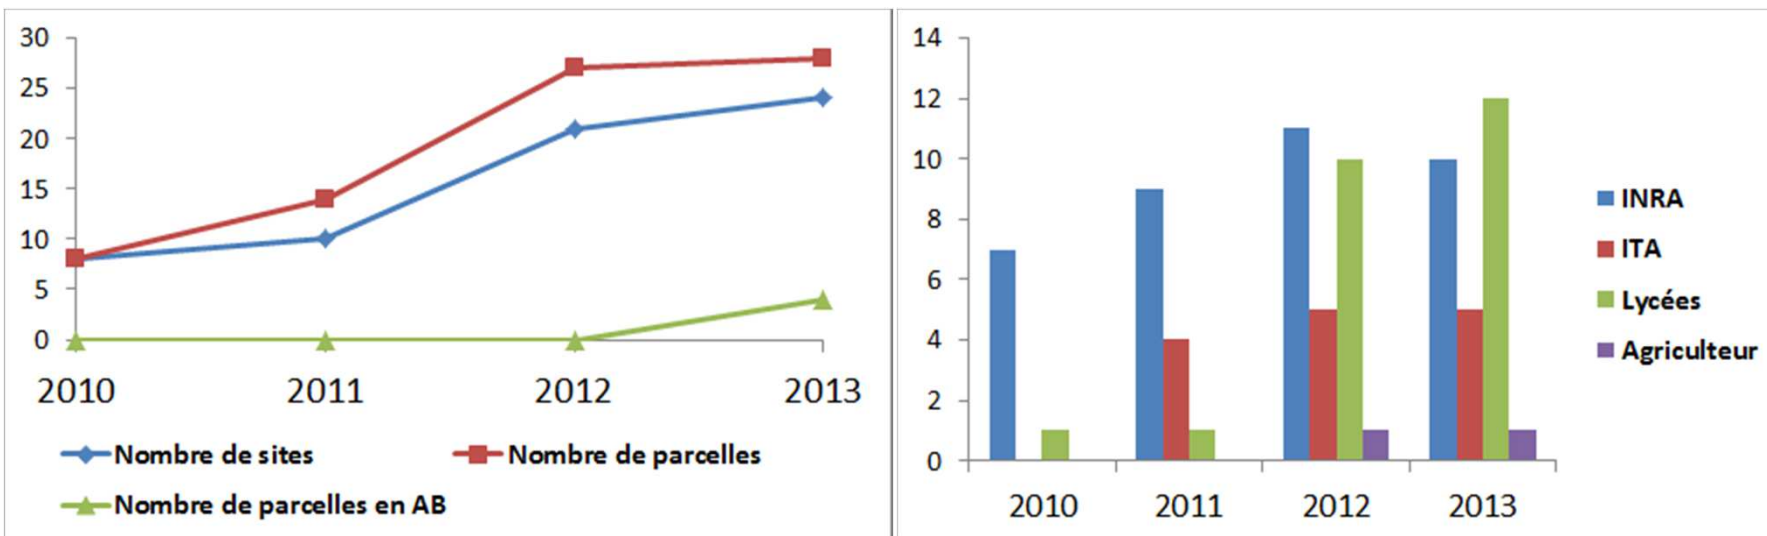 30
25
20
15
10
5
0
2010 2011 2012 2013
Nombre de sites Nombre de parcelles
Nombre de parcelles en AB
14
12
10
8
6
4
2
0
2010 2011 2012 2013
INRA
ITA
Lycées
Agriculteur